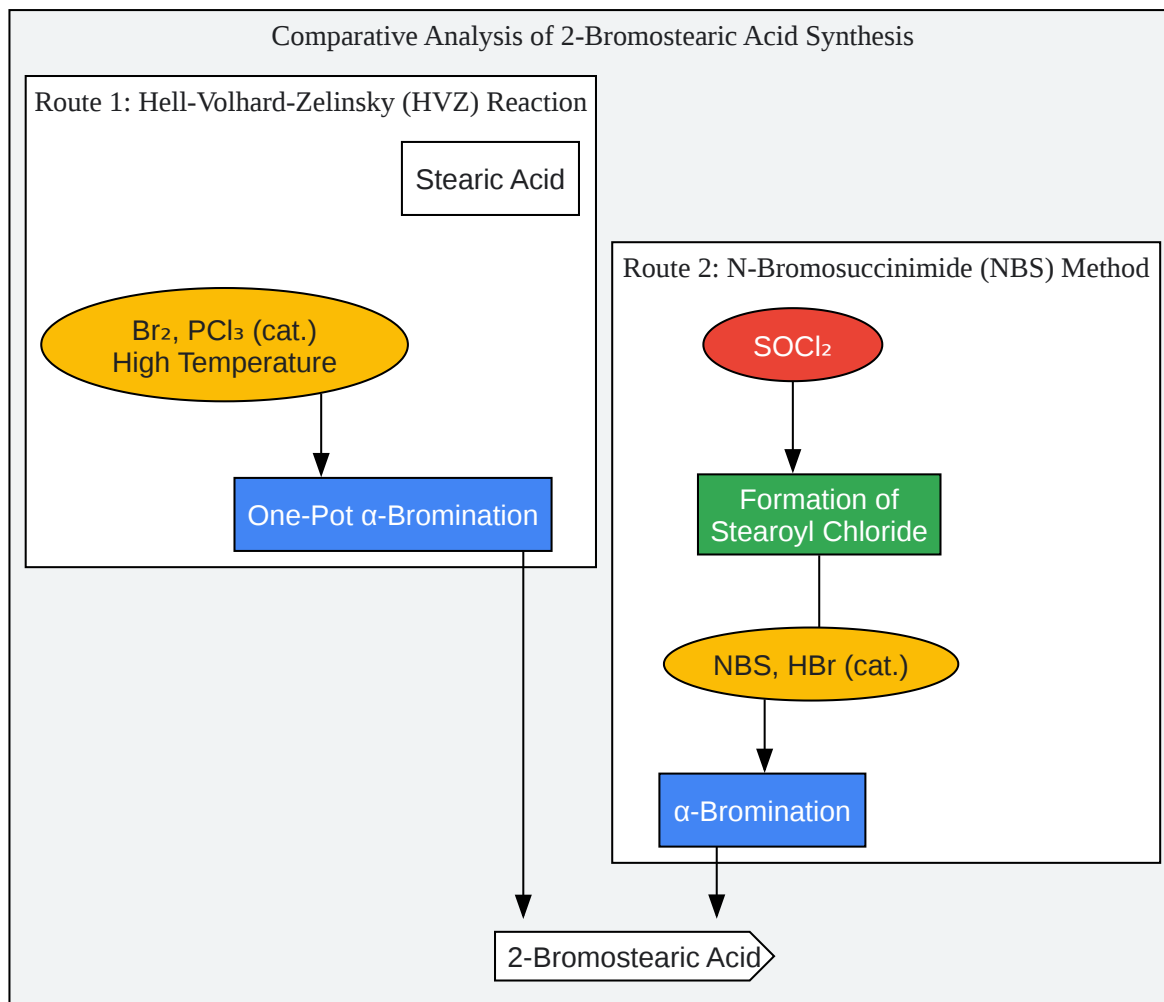 Comparative Analysis of 2-Bromostearic Acid Synthesis
Route 1: Hell-Volhard-Zelinsky (HVZ) Reaction
Stearic Acid
Br₂, PCl₃ (cat.)
High Temperature
One-Pot α-Bromination
Route 2: N-Bromosuccinimide (NBS) Method
SOCl₂
Formation of
Stearoyl Chloride
NBS, HBr (cat.)
α-Bromination
2-Bromostearic Acid